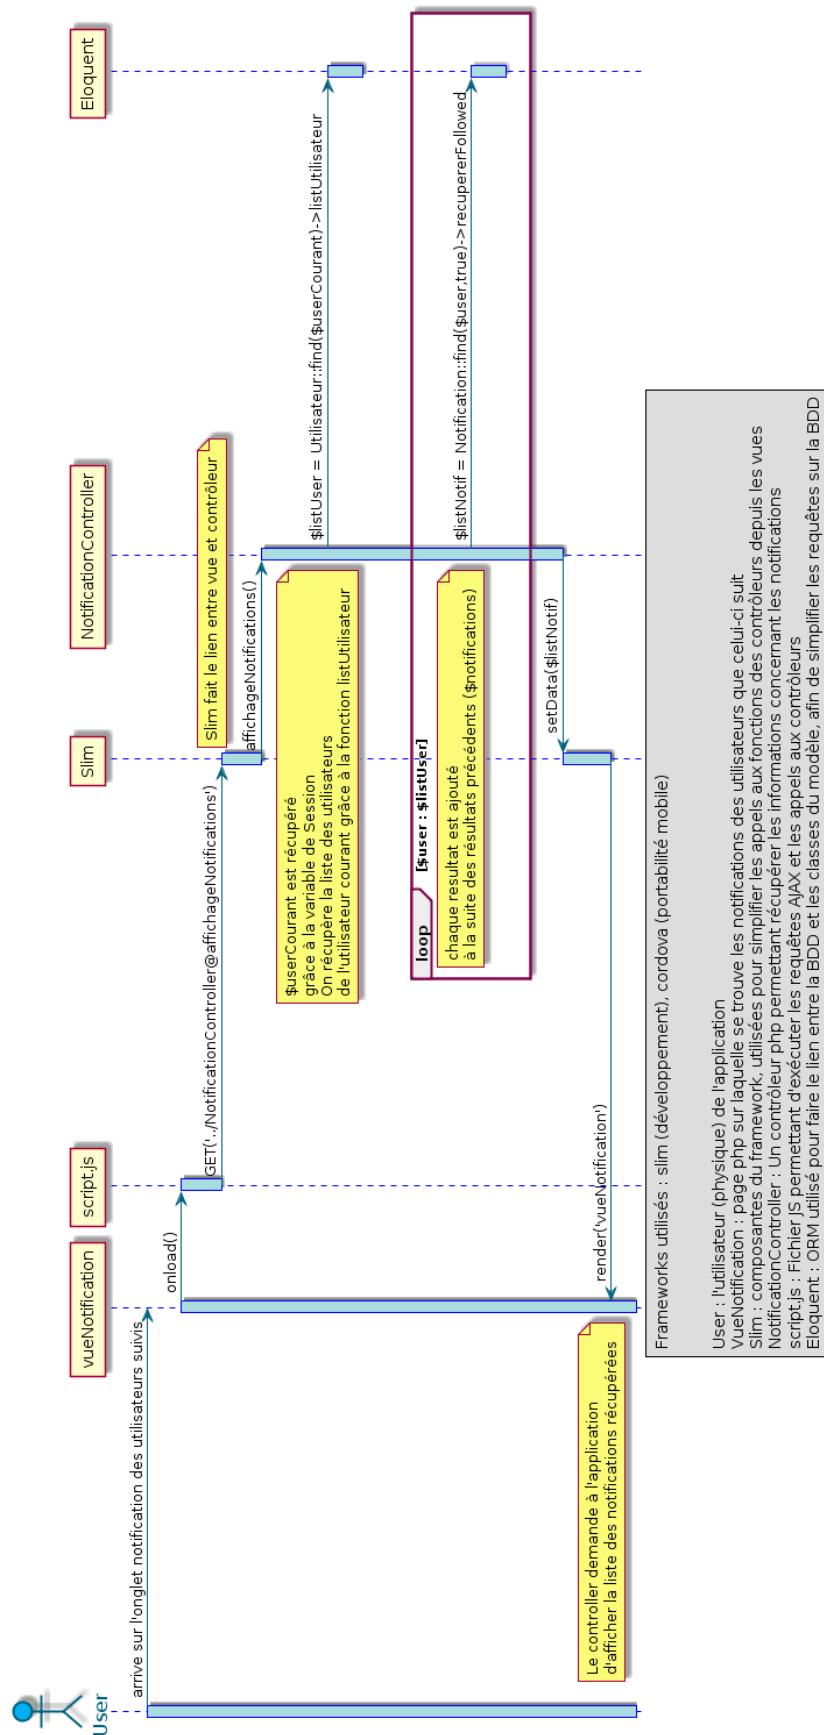 User
vueNotification
script.js
Slim
NotificationController
Eloquent
arrive sur l'onglet notification des utilisateurs suivis
onload()
GET('../NotificationController@affichageNotifications')
Slim fait le lien entre vue et contrôleur
affichageNotifications()
$userCourant est récupéré
grâce à la variable de Session
On récupère la liste des utilisateurs
de l'utilisateur courant grâce à la fonction listUtilisateur
$listUser = Utilisateur::find($userCourant)->listUtilisateur
loop
[$user : $listUser]
chaque resultat est ajouté
à la suite des résultats précédents ($notifications)
$listNotif = Notification::find($user,true)->recupererFollowed
setData($listNotif)
render('vueNotification')
Le controller demande à l'application
d'afficher la liste des notifications récupérées
Frameworks utilisés : slim (développement), cordova (portabilité mobile)
User : l'utilisateur (physique) de l'application
VueNotification : page php sur laquelle se trouve les notifications des utilisateurs que celui-ci suit
Slim : composantes du framework, utilisées pour simplifier les appels aux fonctions des contrôleurs depuis les vues
NotificationController : Un contrôleur php permettant récupérer les informations concernant les notifications
script.js : Fichier JS permettant d'exécuter les requêtes AJAX et les appels aux contrôleurs
Eloquent : ORM utilisé pour faire le lien entre la BDD et les classes du modèle, afin de simplifier les requêtes sur la BDD